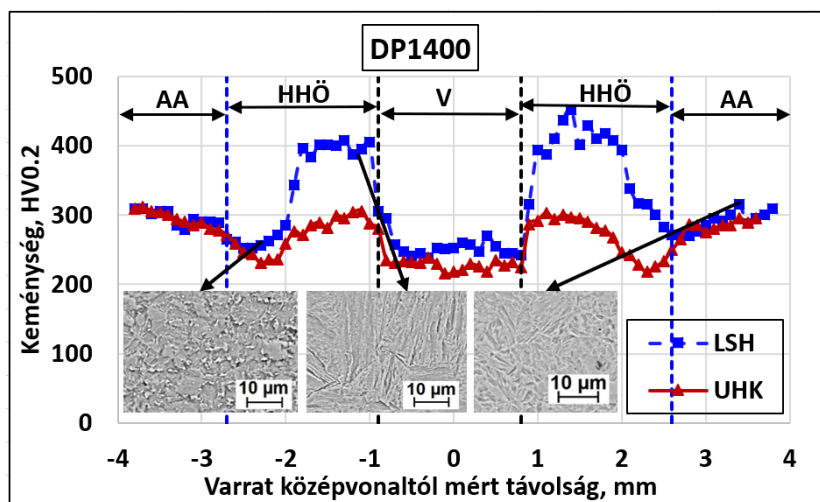 DP1400
AA HHÖ V HHÖ AA
Keménység, HV0.2
500
400
300
200
100
0
10 µm 10 µm 10 µm
LSH
UHK
-4 -3 -2 -1 0 1 2 3 4
Varrat középvonaltól mért távolság, mm